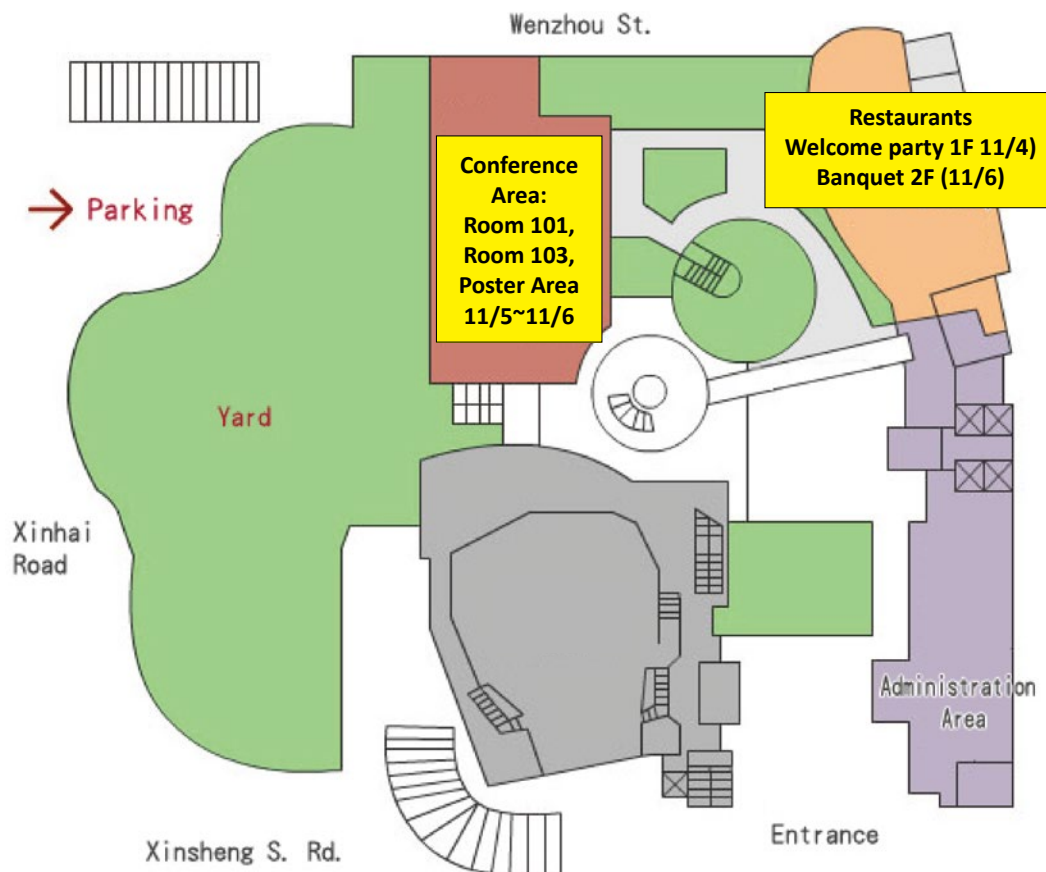 Wenzhou St.
Restaurants
Welcome party 1F 11/4)
Banquet 2F (11/6)
Conference
Area:
Room 101,
Room 103,
Poster Area
11/5~11/6
Parking
Yard
Xinhai
Road
Administration
Area
Entrance
Xinsheng S. Rd.